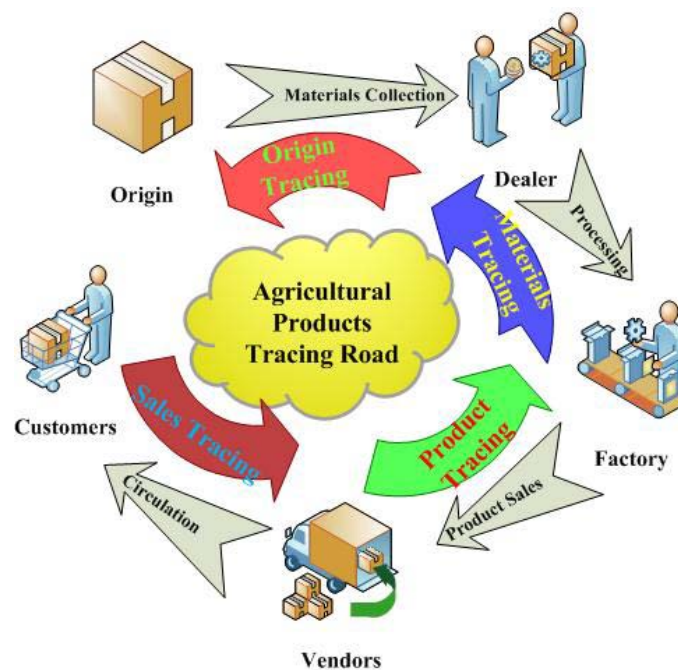 Materials Collection
Origin
Tracing
Origin
Dealer
Materials
Tracing
Processing
Agricultural
Products
Tracing Road
Customers
Sales Tracing
Product
Tracing
Factory
Circulation
Product Sales
Vendors